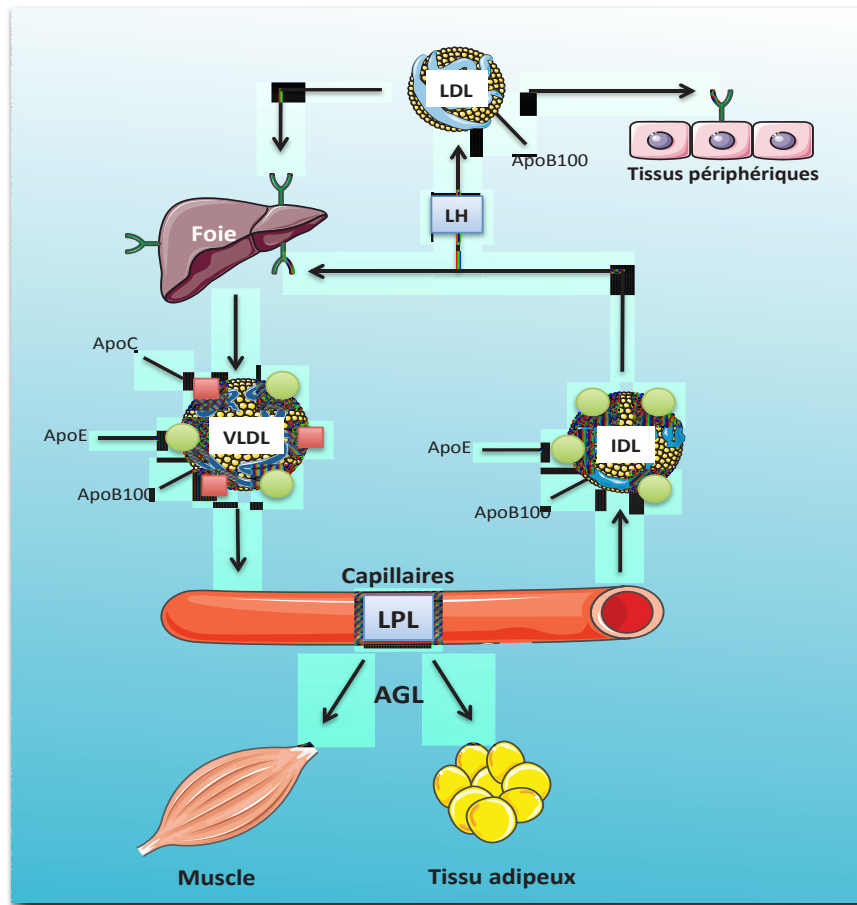 LDL
ApoB100
Tissus périphériques
LH
Foie
ApoC
ApoE
VLDL
ApoB100
ApoE
IDL
ApoB100
Capillaires
LPL
AGL
Muscle
Tissu adipeux